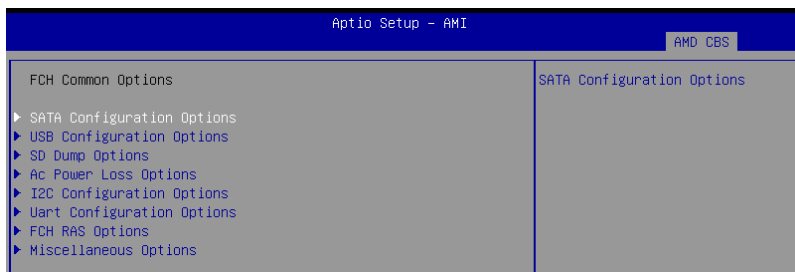 Aptio Setup - AMI
AMD CBS
FCH Common Options
SATA Configuration Options
USB Configuration Options
SD Dump Options
Ac Power Loss Options
I2C Configuration Options
Uart Configuration Options
FCH RAS Options
Miscellaneous Options
SATA Configuration Options